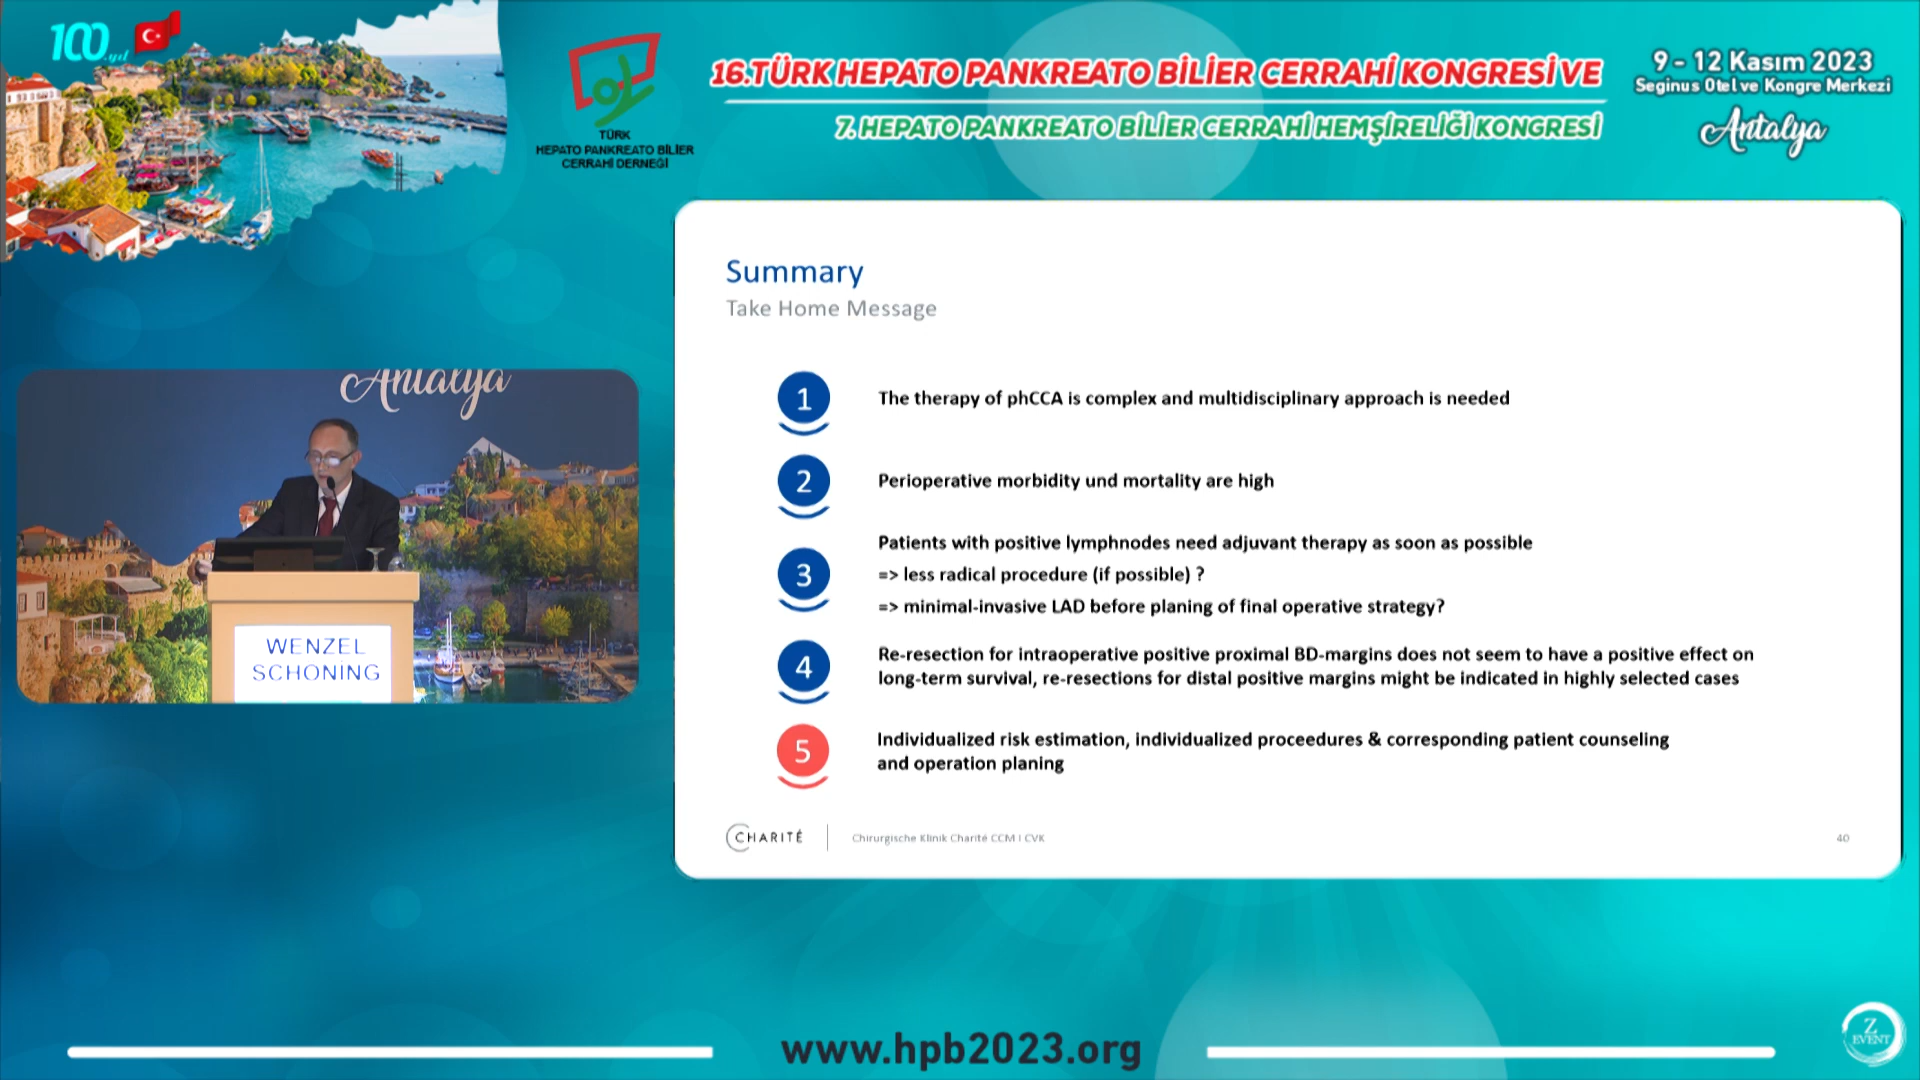 100.yıl
TÜRK
HEPATO PANKREATO BİLİER
CERRAHİ DERNEĞİ
16.TÜRK HEPATO PANKREATO BİLİER CERRAHİ KONGRESİ VE
7. HEPATO PANKREATO BİLİER CERRAHİ HEMŞİRELİĞİ KONGRESİ
9 - 12 Kasım 2023
Seginus Otel ve Kongre Merkezi
Antalya
Antalya
WENZEL
SCHONİNG
Summary
Take Home Message
1 The therapy of phCCA is complex and multidisciplinary approach is needed
2 Perioperative morbidity und mortality are high
3 Patients with positive lymphnodes need adjuvant therapy as soon as possible
=> less radical procedure (if possible) ?
=> minimal-invasive LAD before planing of final operative strategy?
4 Re-resection for intraoperative positive proximal BD-margins does not seem to have a positive effect on
long-term survival, re-resections for distal positive margins might be indicated in highly selected cases
5 Individualized risk estimation, individualized proceedures & corresponding patient counseling
and operation planing
CHARITÉ
Chirurgische Klinik Charité CCM I CVK
40
www.hpb2023.org
Z
EVENT